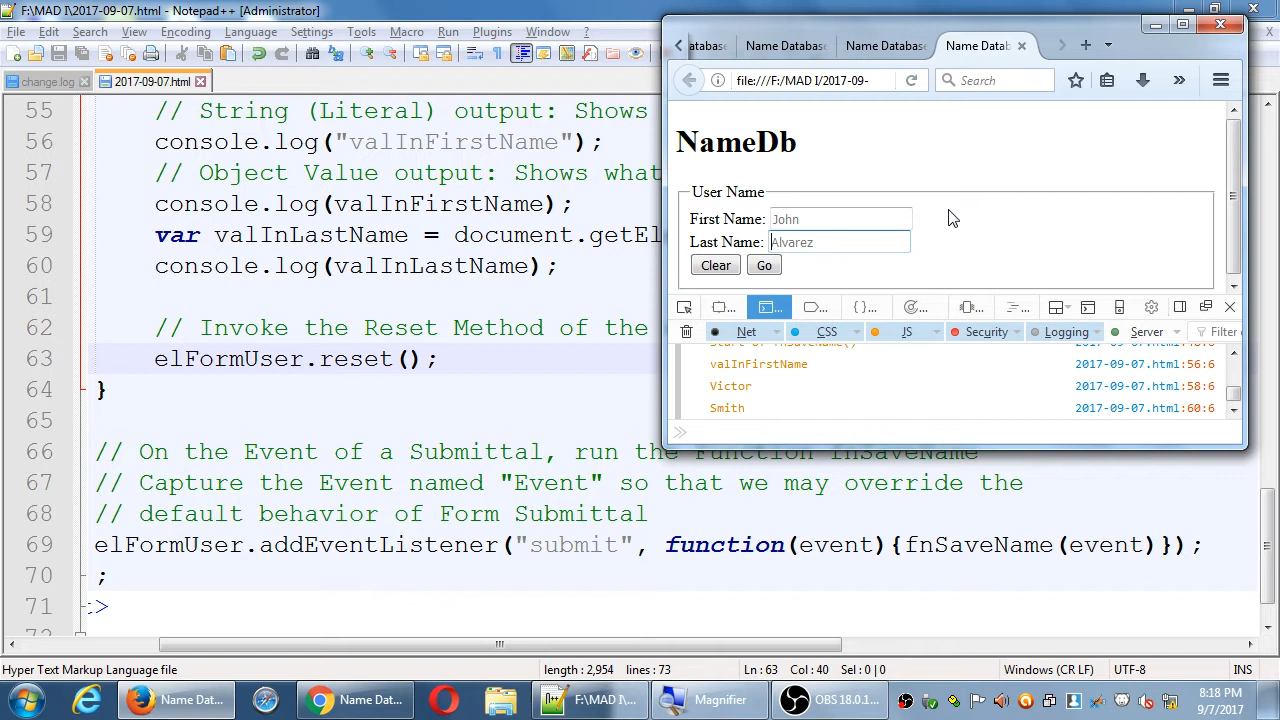 F:\MAD I\2017-09-07.html - Notepad++ [Administrator]
File Edit Search View Encoding Language Settings Tools Macro Run Plugins Window ?
change.log 2017-09-07.html
55 // String (Literal) output: Shows
56 console.log("valInFirstName");
57 // Object Value output: Shows what
58 console.log(valInFirstName);
59 var valInLastName = document.getEl
60 console.log(valInLastName);
61
62 // Invoke the Reset Method of the
63 elFormUser.reset();
64 }
65
66 // On the Event of a Submittal, run the Function fnSaveName
67 // Capture the Event named "Event" so that we may override the
68 // default behavior of Form Submittal
69 elFormUser.addEventListener("submit", function(event){fnSaveName(event)});
70 ;
71 t>
72
Hyper Text Markup Language file length : 2,954 lines : 73 Ln : 63 Col : 40 Sel : 0 | 0 Windows (CR LF) UTF-8 INS
atabase Name Database Name Database Name Datab
file:///F:/MAD I/2017-09- Search
NameDb
User Name
First Name: John
Last Name: Alvarez
Clear Go
Net CSS JS Security Logging Server Filter
Start of fnSaveName()
valInFirstName 2017-09-07.html:56:6
Victor 2017-09-07.html:58:6
Smith 2017-09-07.html:60:6
Name Dat... Name Dat... F:\MAD I\... Magnifier OBS 18.0.1... 8:18 PM
9/7/2017